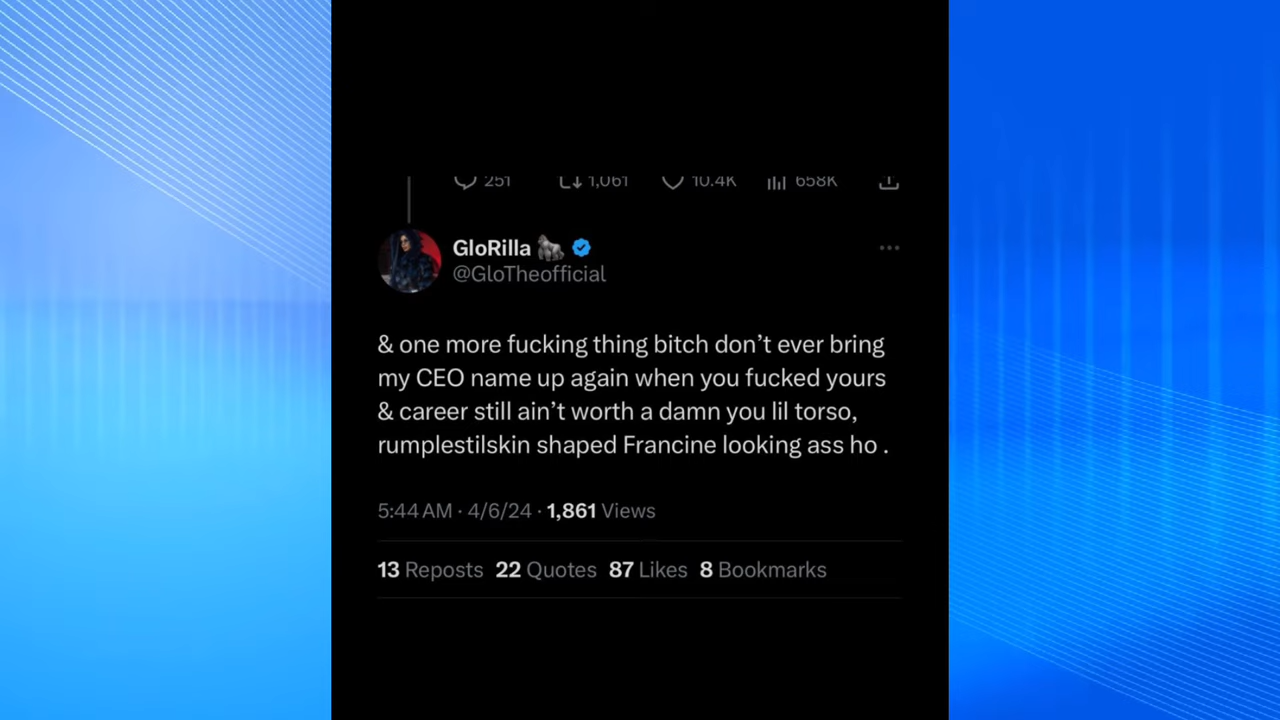 251 1,061 10.4K 658K
GloRilla
@GloTheofficial
& one more fucking thing bitch don’t ever bring
my CEO name up again when you fucked yours
& career still ain’t worth a damn you lil torso,
rumplestilskin shaped Francine looking ass ho .
5:44 AM · 4/6/24 · 1,861 Views
13 Reposts 22 Quotes 87 Likes 8 Bookmarks